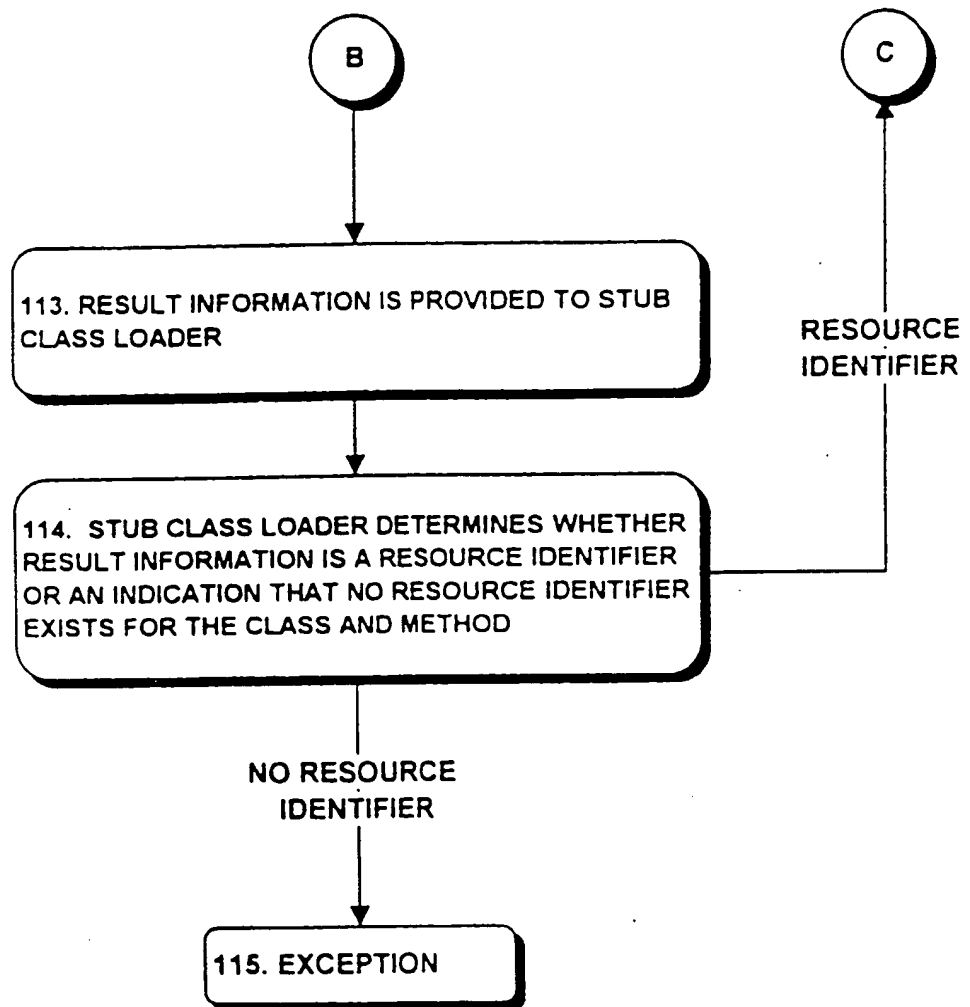 B
C
113. RESULT INFORMATION IS PROVIDED TO STUB
CLASS LOADER
RESOURCE
IDENTIFIER
114. STUB CLASS LOADER DETERMINES WHETHER
RESULT INFORMATION IS A RESOURCE IDENTIFIER
OR AN INDICATION THAT NO RESOURCE IDENTIFIER
EXISTS FOR THE CLASS AND METHOD
NO RESOURCE
IDENTIFIER
115. EXCEPTION